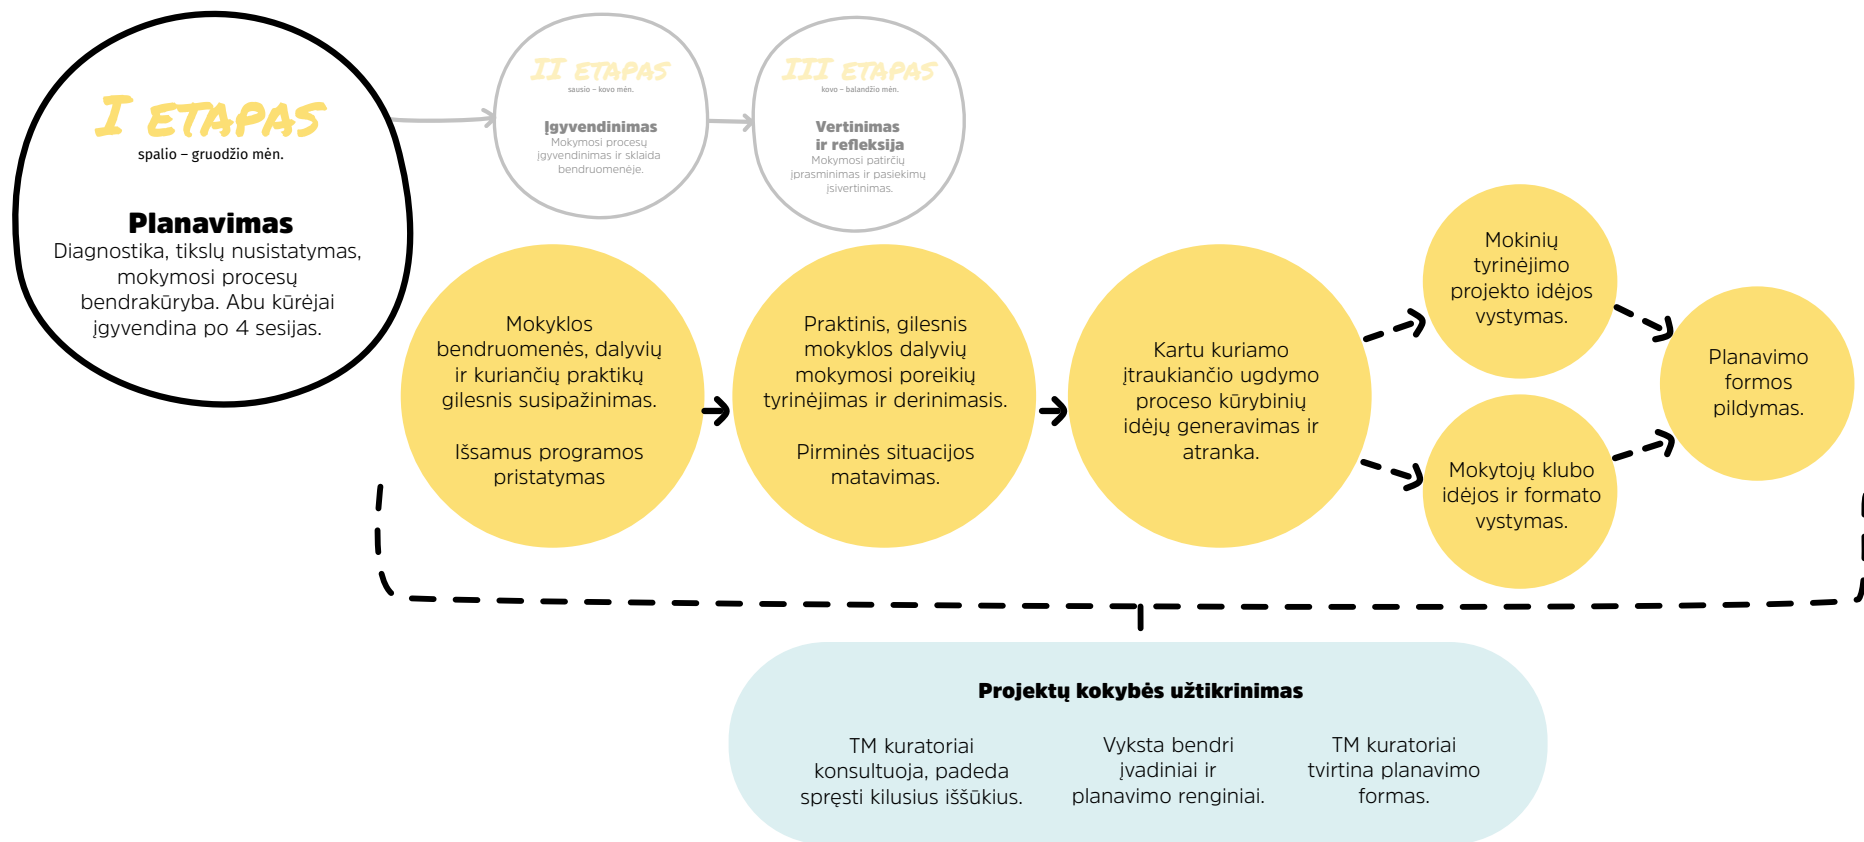 I ETAPAS
spalio – gruodžio mėn.
Planavimas
Diagnostika, tikslų nusistatymas,
mokymosi procesų
bendrakūryba. Abu kūrėjai
įgyvendina po 4 sesijas.
II ETAPAS
sausio – kovo mėn.
Įgyvendinimas
Mokymosi procesų
įgyvendinimas ir sklaida
bendruomenėje.
III ETAPAS
kovo – balandžio mėn.
Vertinimas
ir refleksija
Mokymosi patirčių
įprasminimas ir pasiekimų
įsivertinimas.
Mokyklos
bendruomenės, dalyvių
ir kuriančių praktikų
gilesnis susipažinimas.
Išsamus programos
pristatymas
Praktinis, gilesnis
mokyklos dalyvių
mokymosi poreikių
tyrinėjimas ir derinimasis.
Pirminės situacijos
matavimas.
Kartu kuriamo
įtraukiančio ugdymo
proceso kūrybinių
idėjų generavimas ir
atranka.
Mokinių
tyrinėjimo
projekto idėjos
vystymas.
Mokytojų klubo
idėjos ir formato
vystymas.
Planavimo
formos
pildymas.
Projektų kokybės užtikrinimas
TM kuratoriai
konsultuoja, padeda
spręsti kilusius iššūkius.
Vyksta bendri
įvadiniai ir
planavimo renginiai.
TM kuratoriai
tvirtina planavimo
formas.